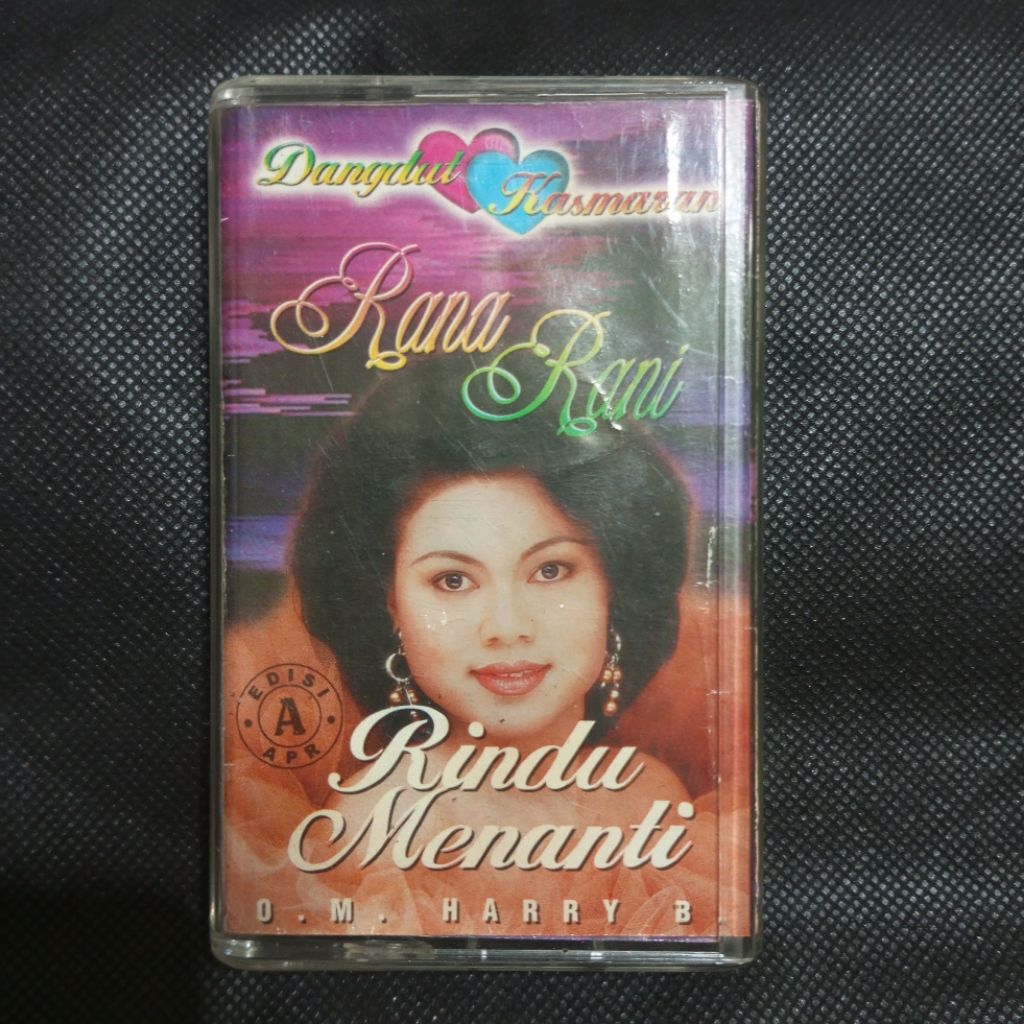 Dangdut
Kasmaran
Rana
Rani
EDISI
A
APR
Rindu
Menanti
O.M. HARRY B.